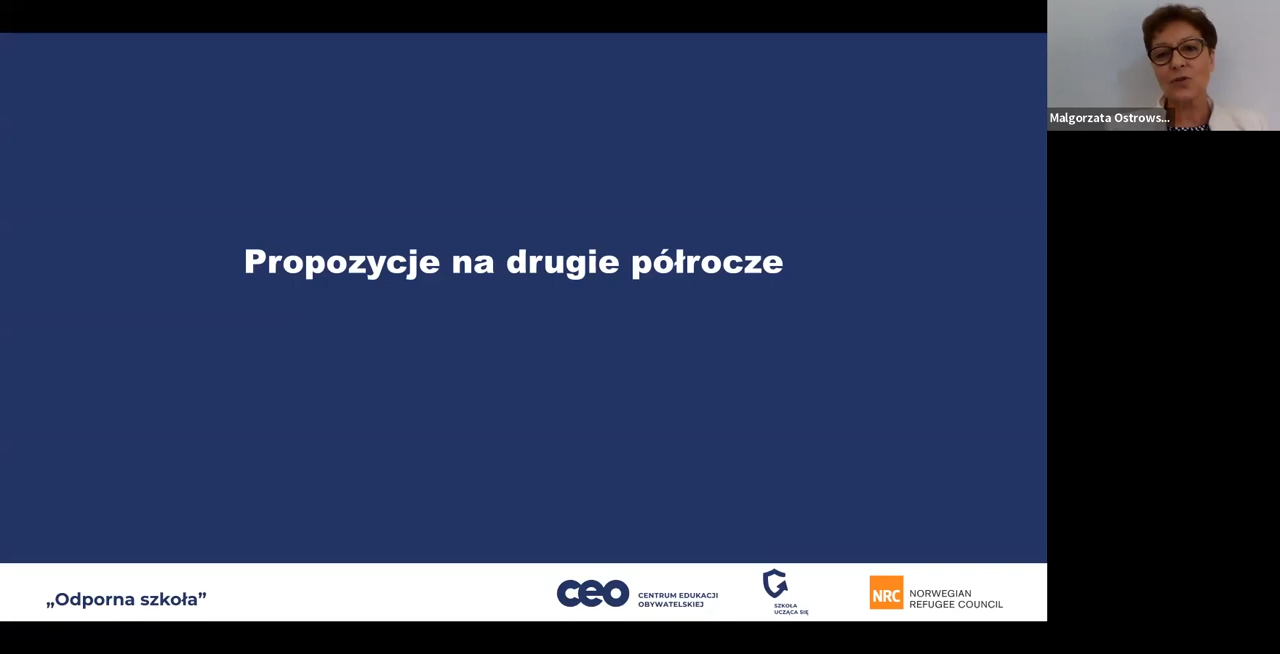 Propozycje na drugie półrocze
Malgorzata Ostrows...
„Odporna szkoła”
ceo
CENTRUM EDUKACJI
OBYWATELSKIEJ
SZKOŁA
UCZĄCA SIĘ
NRC
NORWEGIAN
REFUGEE COUNCIL